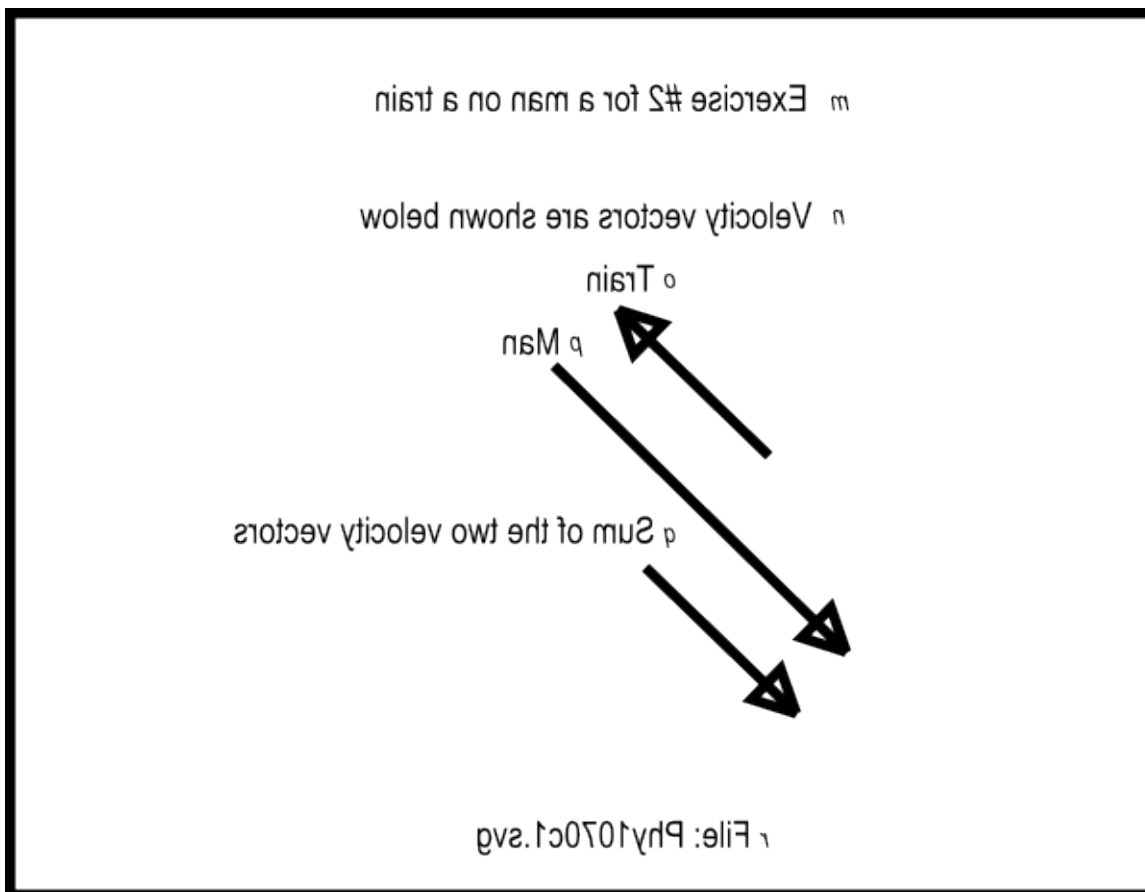 m Exercise #2 for a man on a train
n Velocity vectors are shown below
o Train
p Man
q Sum of the two velocity vectors
r File: Phy1070c1.svg